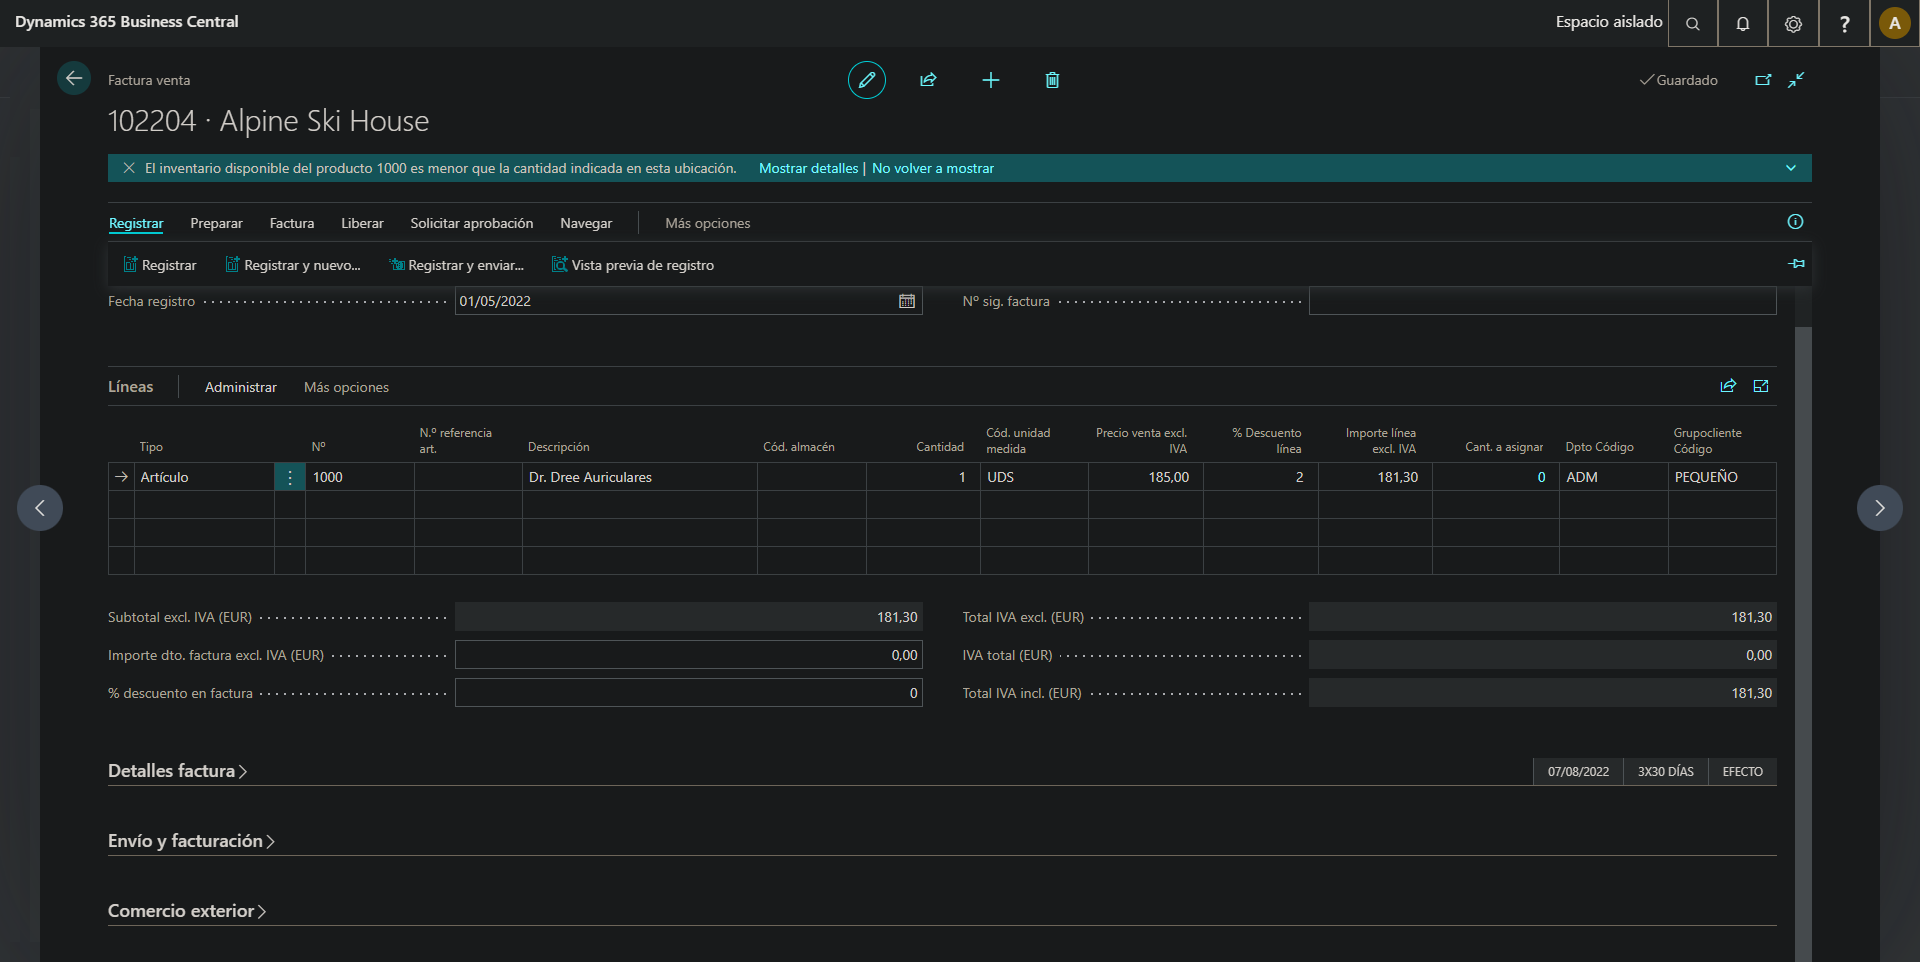 Dynamics 365 Business Central
Espacio aislado
?
A
Factura venta
Guardado
102204 · Alpine Ski House
El inventario disponible del producto 1000 es menor que la cantidad indicada en esta ubicación. Mostrar detalles | No volver a mostrar
Registrar Preparar Factura Liberar Solicitar aprobación Navegar Más opciones
Registrar Registrar y nuevo... Registrar y enviar... Vista previa de registro
Fecha registro 01/05/2022 Nº sig. factura
Líneas Administrar Más opciones
Tipo Nº N.º referencia art. Descripción Cód. almacén Cantidad Cód. unidad medida Precio venta excl. IVA % Descuento línea Importe línea excl. IVA Cant. a asignar Dpto Código Grupocliente Código
Artículo 1000 Dr. Dree Auriculares 1 UDS 185,00 2 181,30 0 ADM PEQUEÑO
Subtotal excl. IVA (EUR) 181,30 Total IVA excl. (EUR) 181,30
Importe dto. factura excl. IVA (EUR) 0,00 IVA total (EUR) 0,00
% descuento en factura 0 Total IVA incl. (EUR) 181,30
Detalles factura 07/08/2022 3X30 DÍAS EFECTO
Envío y facturación
Comercio exterior